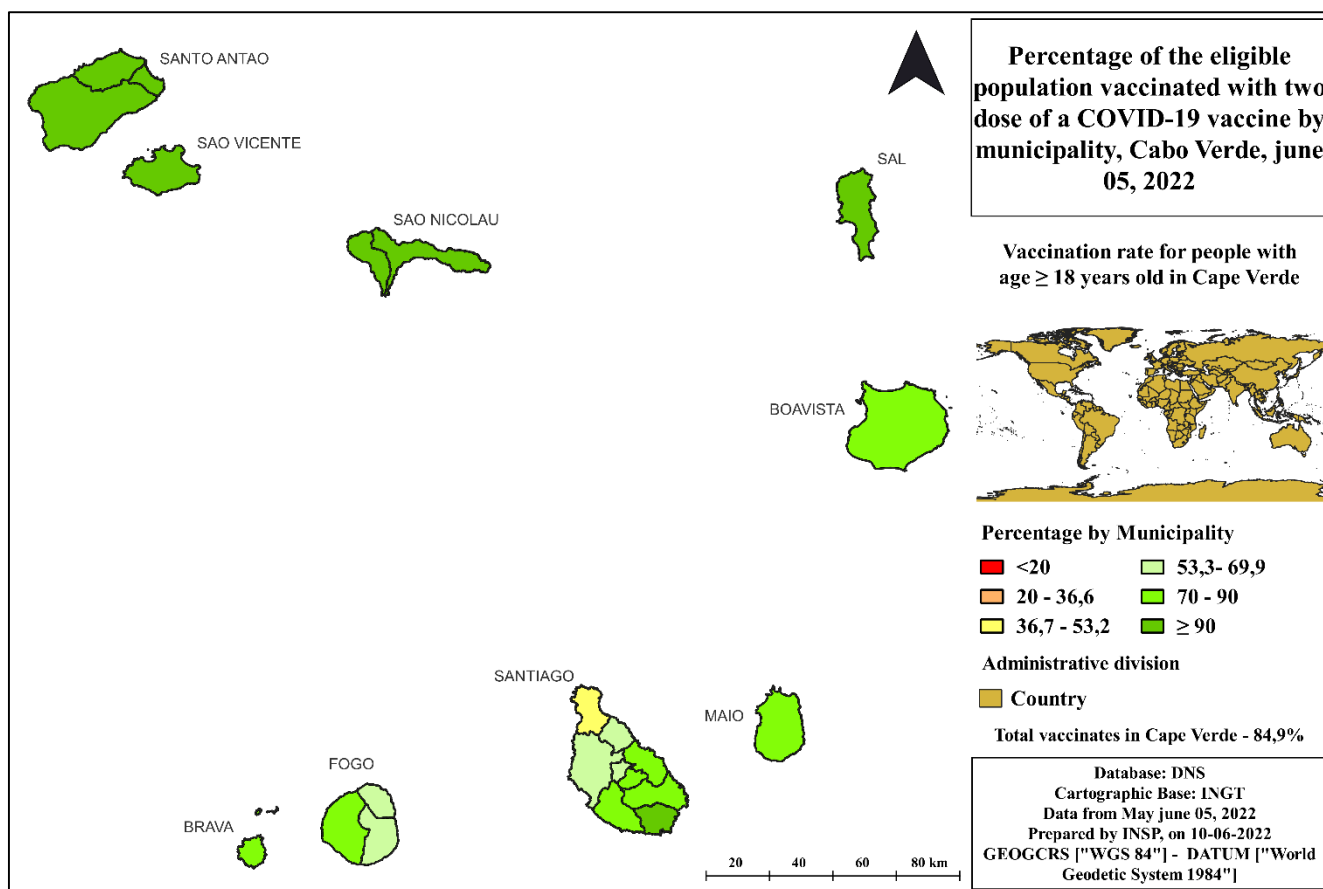 SANTO ANTAO
SAO VICENTE
SAO NICOLAU
SAL
BOAVISTA
SANTIAGO
MAIO
FOGO
BRAVA
20 40 60 80 km
Percentage of the eligible
population vaccinated with two
dose of a COVID-19 vaccine by
municipality, Cabo Verde, june
05, 2022
Vaccination rate for people with
age ≥ 18 years old in Cape Verde
Percentage by Municipality
<20
53,3- 69,9
20 - 36,6
70 - 90
36,7 - 53,2
≥ 90
Administrative division
Country
Total vaccinates in Cape Verde - 84,9%
Database: DNS
Cartographic Base: INGT
Data from May june 05, 2022
Prepared by INSP, on 10-06-2022
GEOGCRS ["WGS 84"] - DATUM ["World
Geodetic System 1984"]